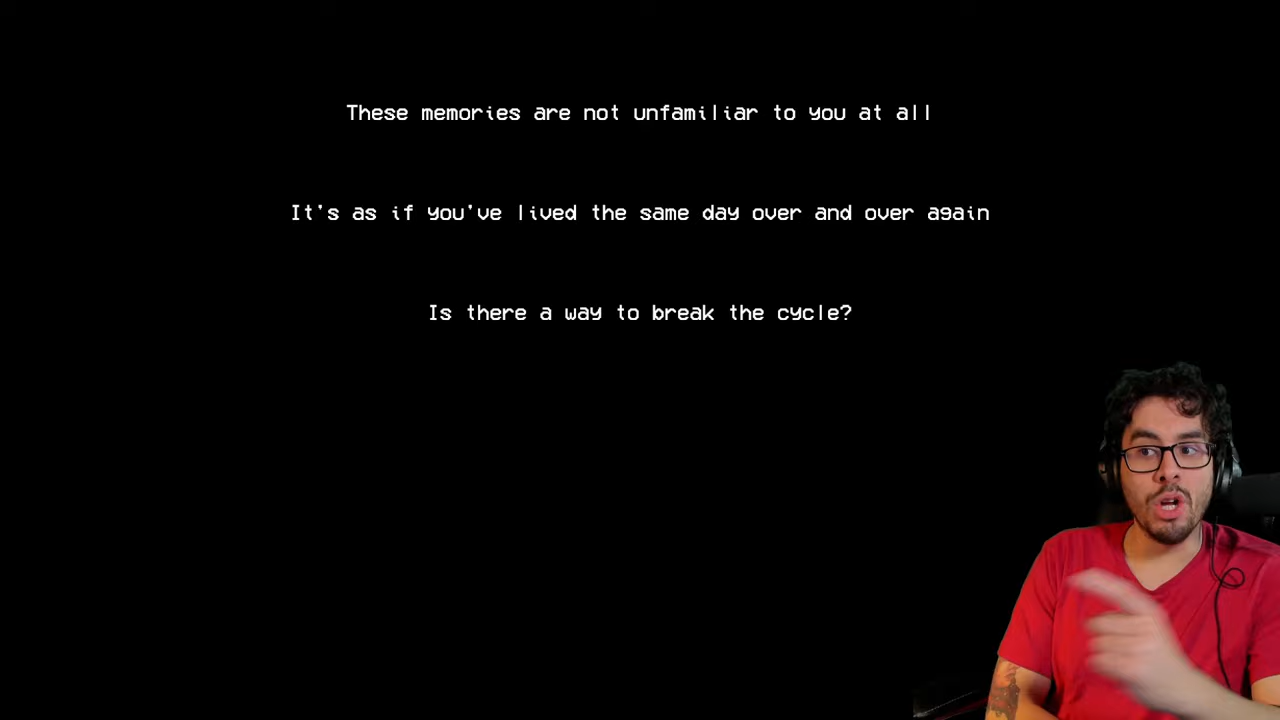 These memories are not unfamiliar to you at all
It's as if you've lived the same day over and over again
Is there a way to break the cycle?